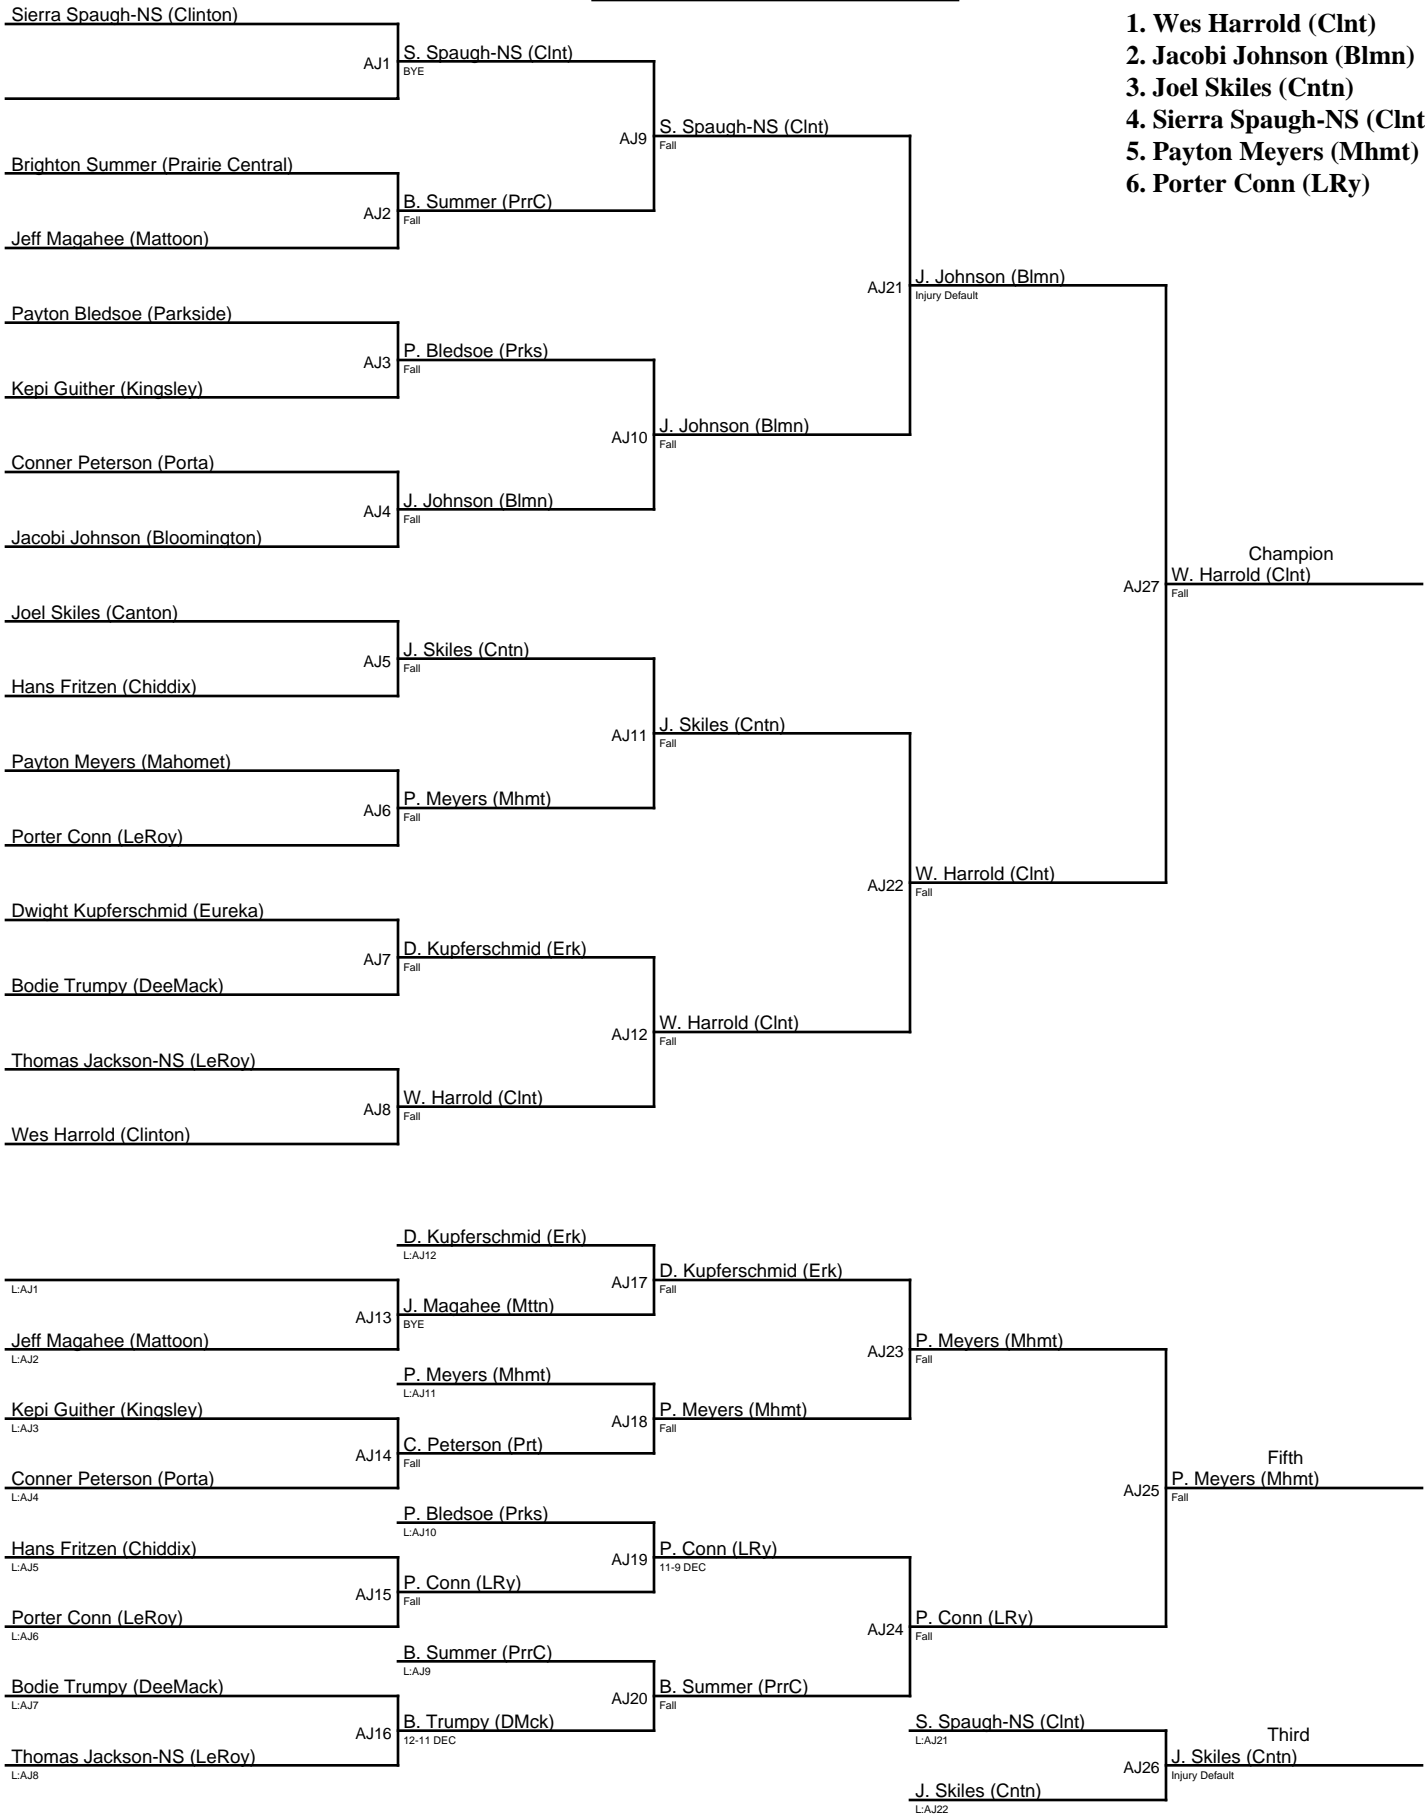 Sierra Spaugh-NS (Clinton)
AJ1
S. Spaugh-NS (Clnt)
BYE
AJ9
S. Spaugh-NS (Clnt)
Fall
Brighton Summer (Prairie Central)
AJ2
B. Summer (PrrC)
Fall
Jeff Magahee (Mattoon)
AJ21
J. Johnson (Blmn)
Injury Default
Payton Bledsoe (Parkside)
AJ3
P. Bledsoe (Prks)
Fall
Kepi Guither (Kingsley)
AJ10
J. Johnson (Blmn)
Fall
Conner Peterson (Porta)
AJ4
J. Johnson (Blmn)
Fall
Jacobi Johnson (Bloomington)
Champion
AJ27
W. Harrold (Clnt)
Fall
Joel Skiles (Canton)
AJ5
J. Skiles (Cntn)
Fall
Hans Fritzen (Chiddix)
AJ11
J. Skiles (Cntn)
Fall
Payton Meyers (Mahomet)
AJ6
P. Meyers (Mhmt)
Fall
Porter Conn (LeRoy)
AJ22
W. Harrold (Clnt)
Fall
Dwight Kupferschmid (Eureka)
AJ7
D. Kupferschmid (Erk)
Fall
Bodie Trumpy (DeeMack)
AJ12
W. Harrold (Clnt)
Fall
Thomas Jackson-NS (LeRoy)
AJ8
W. Harrold (Clnt)
Fall
Wes Harrold (Clinton)
1. Wes Harrold (Clnt)
2. Jacobi Johnson (Blmn)
3. Joel Skiles (Cntn)
4. Sierra Spaugh-NS (Clnt
5. Payton Meyers (Mhmt)
6. Porter Conn (LRy)
D. Kupferschmid (Erk)
L:AJ12
AJ17
D. Kupferschmid (Erk)
Fall
L:AJ1
AJ13
J. Magahee (Mttn)
BYE
Jeff Magahee (Mattoon)
L:AJ2
AJ23
P. Meyers (Mhmt)
Fall
P. Meyers (Mhmt)
L:AJ11
Kepi Guither (Kingsley)
L:AJ3
AJ18
P. Meyers (Mhmt)
Fall
AJ14
C. Peterson (Prt)
Fall
Conner Peterson (Porta)
L:AJ4
Fifth
AJ25
P. Meyers (Mhmt)
Fall
P. Bledsoe (Prks)
L:AJ10
Hans Fritzen (Chiddix)
L:AJ5
AJ19
P. Conn (LRy)
11-9 DEC
AJ15
P. Conn (LRy)
Fall
Porter Conn (LeRoy)
L:AJ6
AJ24
P. Conn (LRy)
Fall
B. Summer (PrrC)
L:AJ9
Bodie Trumpy (DeeMack)
L:AJ7
AJ20
B. Summer (PrrC)
Fall
AJ16
B. Trumpy (DMck)
12-11 DEC
Thomas Jackson-NS (LeRoy)
L:AJ8
S. Spaugh-NS (Clnt)
L:AJ21
Third
AJ26
J. Skiles (Cntn)
Injury Default
J. Skiles (Cntn)
L:AJ22